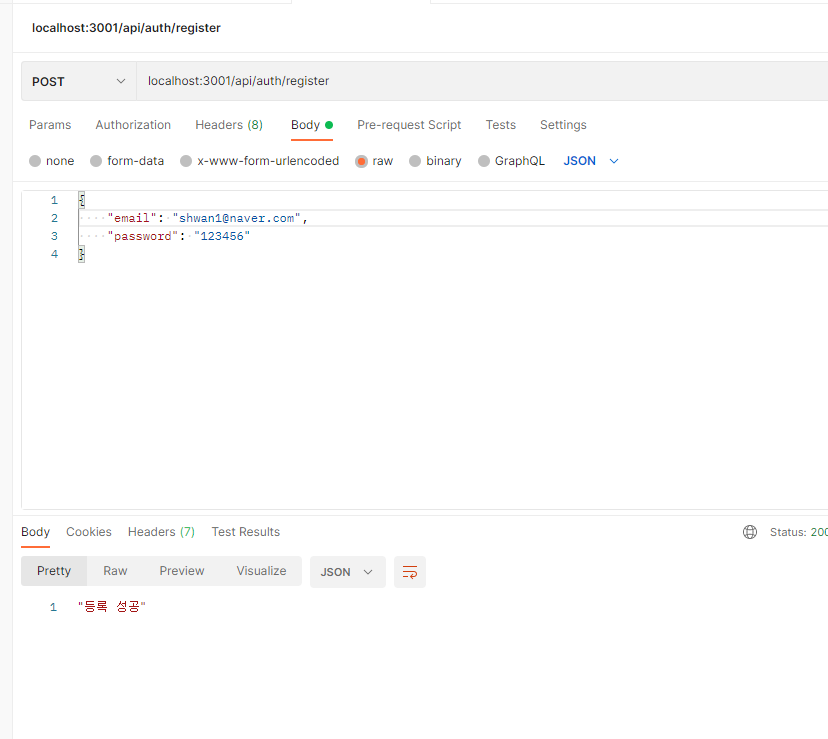 localhost:3001/api/auth/register
POST localhost:3001/api/auth/register
Params Authorization Headers (8) Body Pre-request Script Tests Settings
none form-data x-www-form-urlencoded raw binary GraphQL JSON
1 {
2 "email": "shwan1@naver.com",
3 "password": "123456"
4 }
Body Cookies Headers (7) Test Results Status: 200
Pretty Raw Preview Visualize JSON
1 "등록 성공"